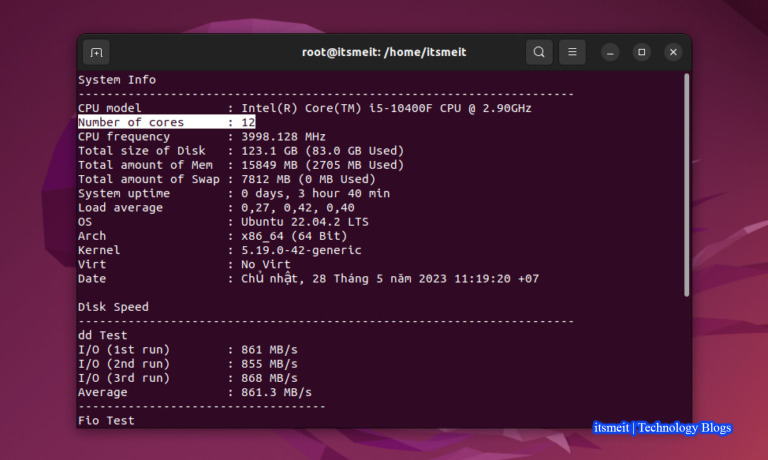 root@itsmeit: /home/itsmeit
System Info
---------------------------------------------------------------------
CPU model : Intel(R) Core(TM) i5-10400F CPU @ 2.90GHz
Number of cores : 12
CPU frequency : 3998.128 MHz
Total size of Disk : 123.1 GB (83.0 GB Used)
Total amount of Mem : 15849 MB (2705 MB Used)
Total amount of Swap : 7812 MB (0 MB Used)
System uptime : 0 days, 3 hour 40 min
Load average : 0,27, 0,42, 0,40
OS : Ubuntu 22.04.2 LTS
Arch : x86_64 (64 Bit)
Kernel : 5.19.0-42-generic
Virt : No Virt
Date : Chủ nhật, 28 Tháng 5 năm 2023 11:19:20 +07
Disk Speed
---------------------------------------------------------------------
dd Test
I/O (1st run) : 861 MB/s
I/O (2nd run) : 855 MB/s
I/O (3rd run) : 868 MB/s
Average : 861.3 MB/s
-----------------------------------
Fio Test
itsmeit | Technology Blogs